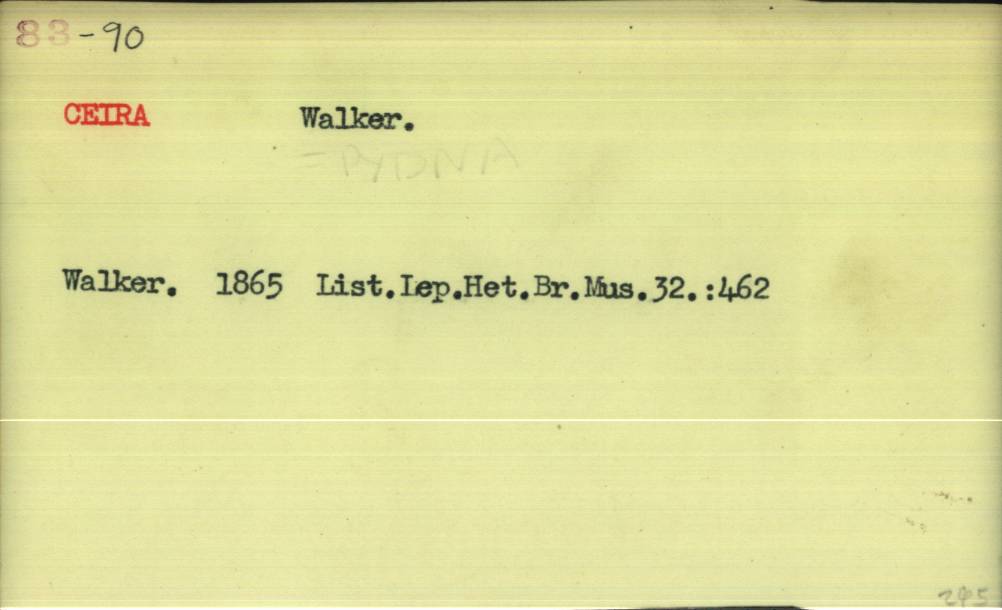 83-90
CEIRA Walker.
= PYDNA
Walker. 1865 List.Lep.Het.Br.Mus.32.:462